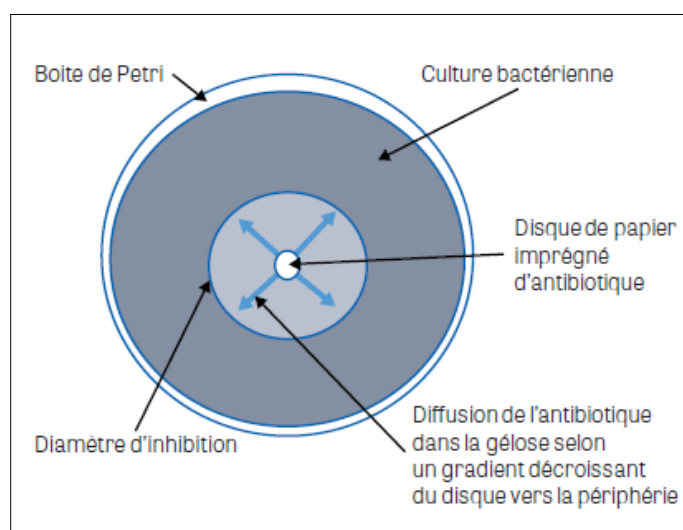 Boite de Petri
Culture bactérienne
Disque de papier
imprégné
d'antibiotique
Diamètre d'inhibition
Diffusion de l'antibiotique
dans la gélose selon
un gradient décroissant
du disque vers la périphérie